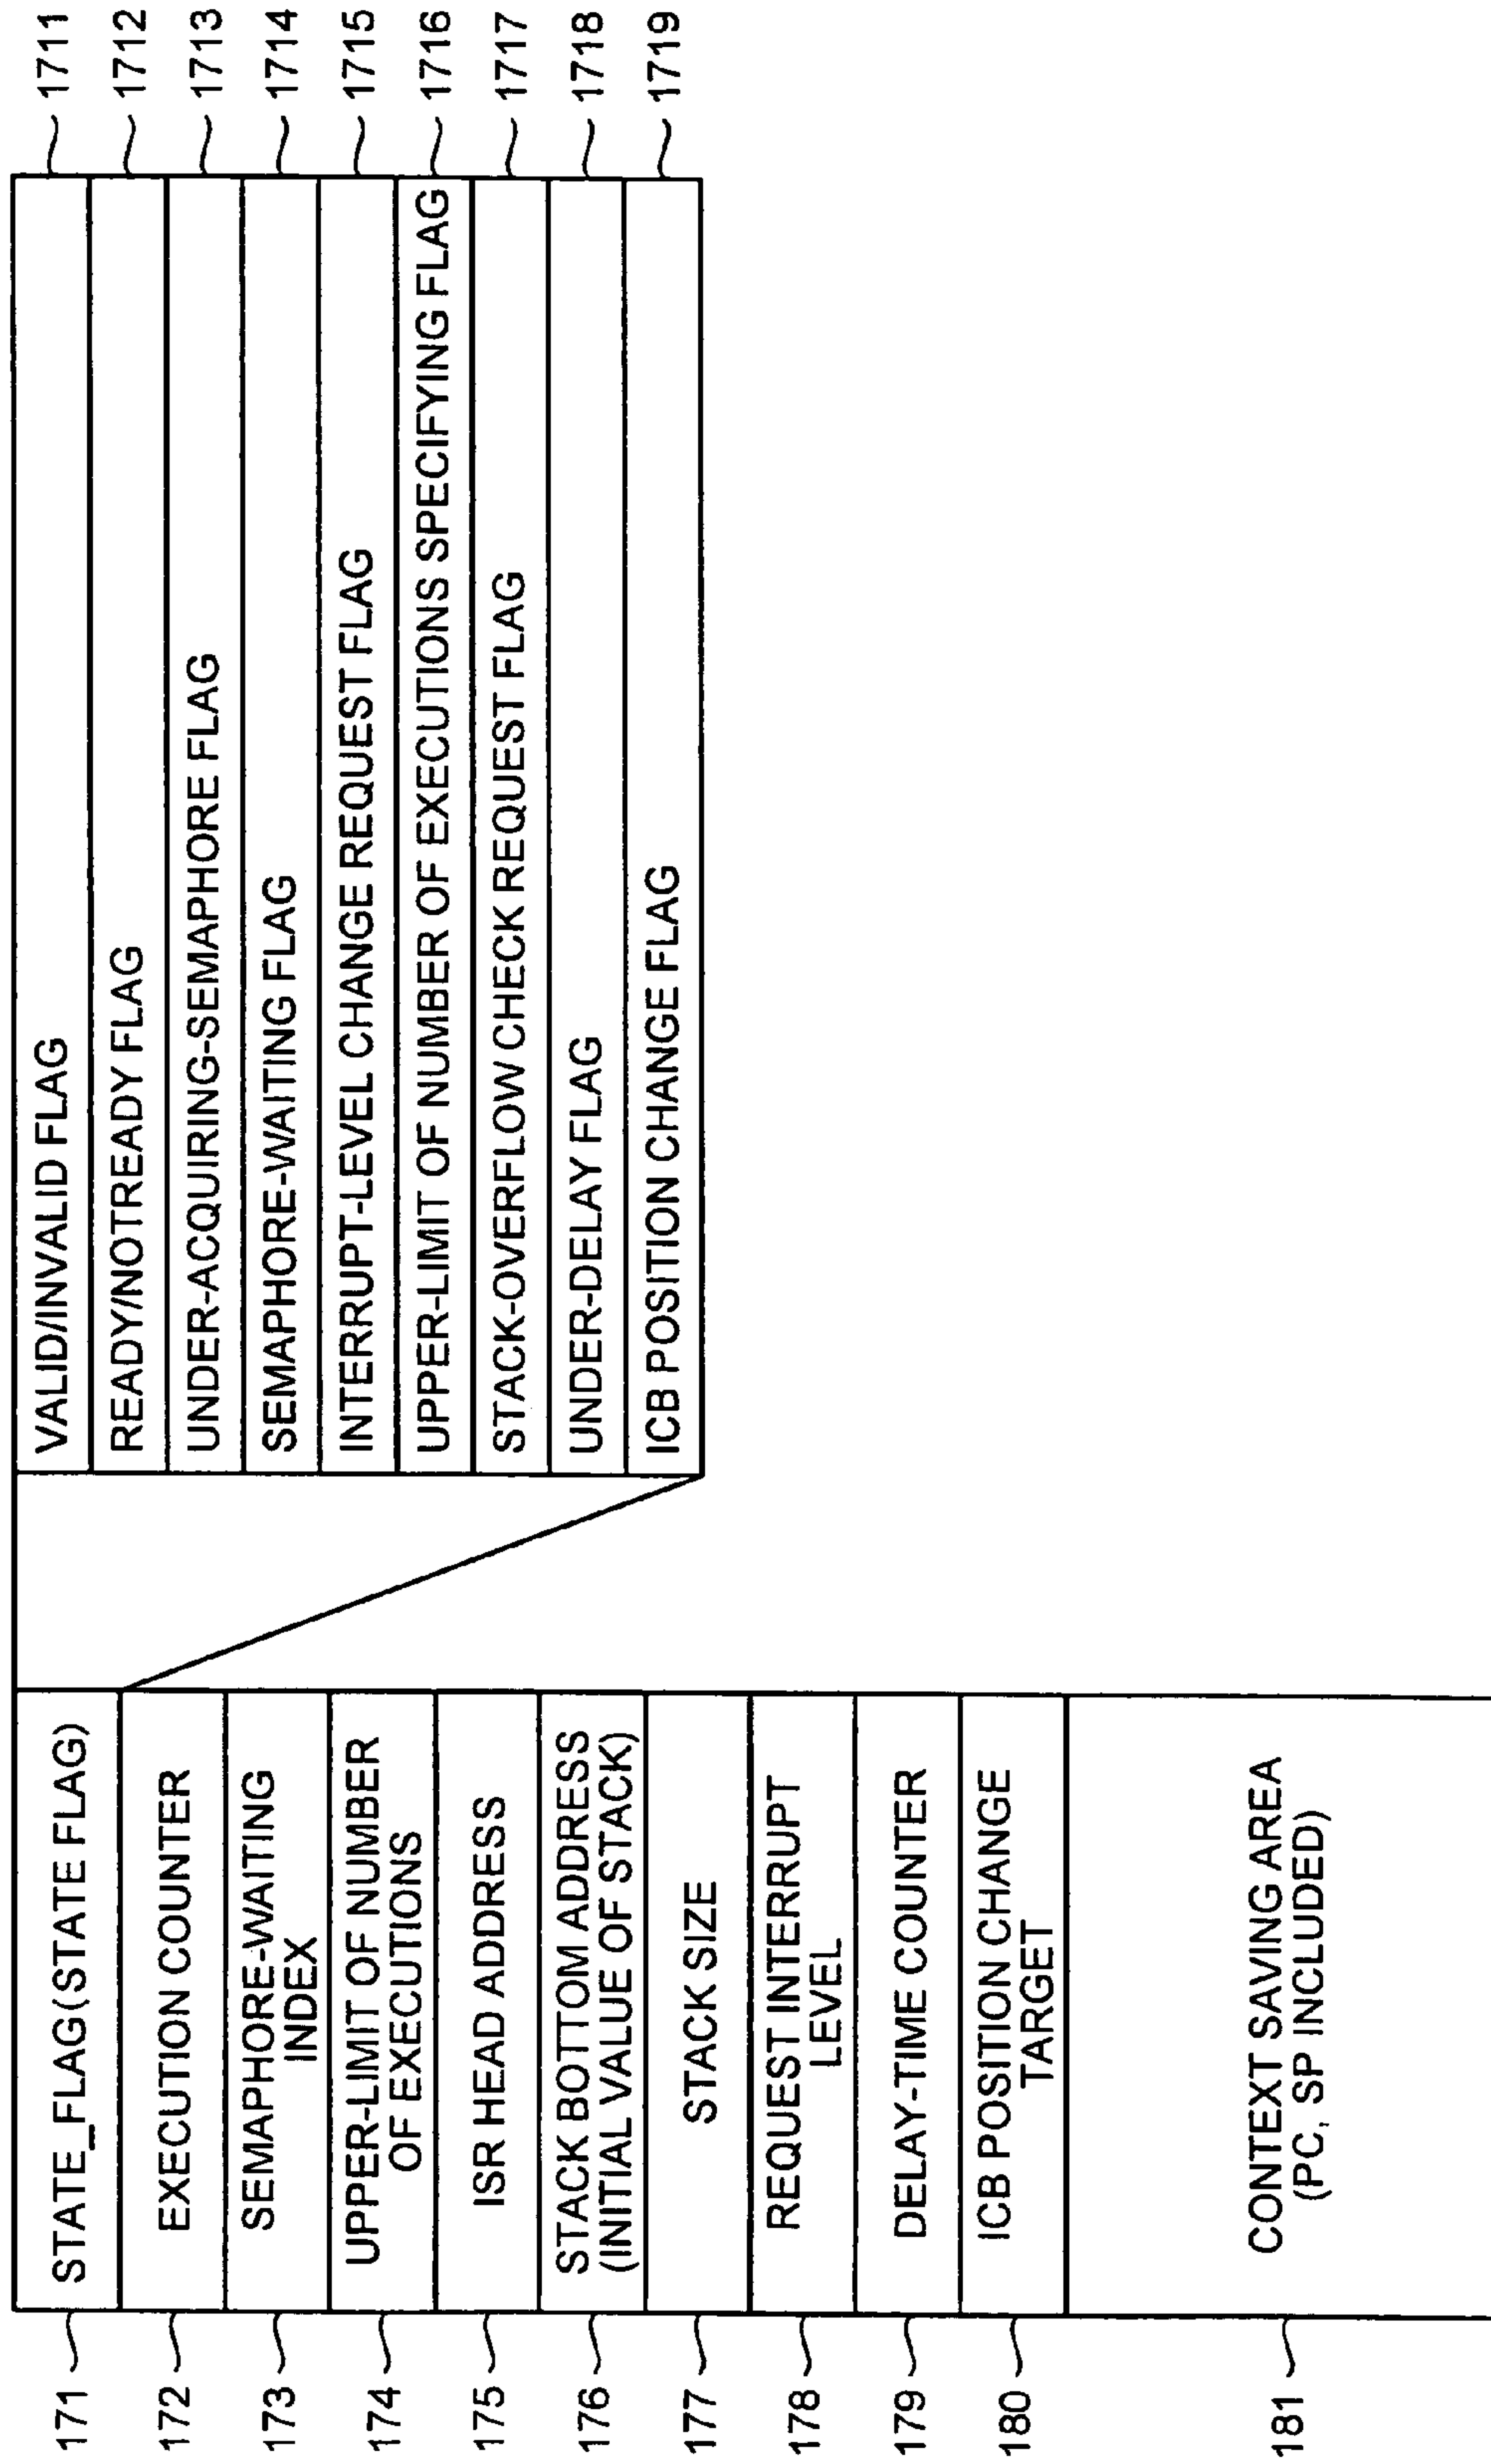 171
STATE_FLAG(STATE FLAG)
172
EXECUTION COUNTER
173
SEMAPHORE-WAITING
INDEX
174
UPPER-LIMIT OF NUMBER
OF EXECUTIONS
175
ISR HEAD ADDRESS
176
STACK BOTTOM ADDRESS
(INITIAL VALUE OF STACK)
177
STACK SIZE
178
REQUEST INTERRUPT
LEVEL
179
DELAY-TIME COUNTER
180
ICB POSITION CHANGE
TARGET
181
CONTEXT SAVING AREA
(PC, SP INCLUDED)
VALID/INVALID FLAG
1711
READY/NOTREADY FLAG
1712
UNDER-ACQUIRING-SEMAPHORE FLAG
1713
SEMAPHORE-WAITING FLAG
1714
INTERRUPT-LEVEL CHANGE REQUEST FLAG
1715
UPPER-LIMIT OF NUMBER OF EXECUTIONS SPECIFYING FLAG
1716
STACK-OVERFLOW CHECK REQUEST FLAG
1717
UNDER-DELAY FLAG
1718
ICB POSITION CHANGE FLAG
1719